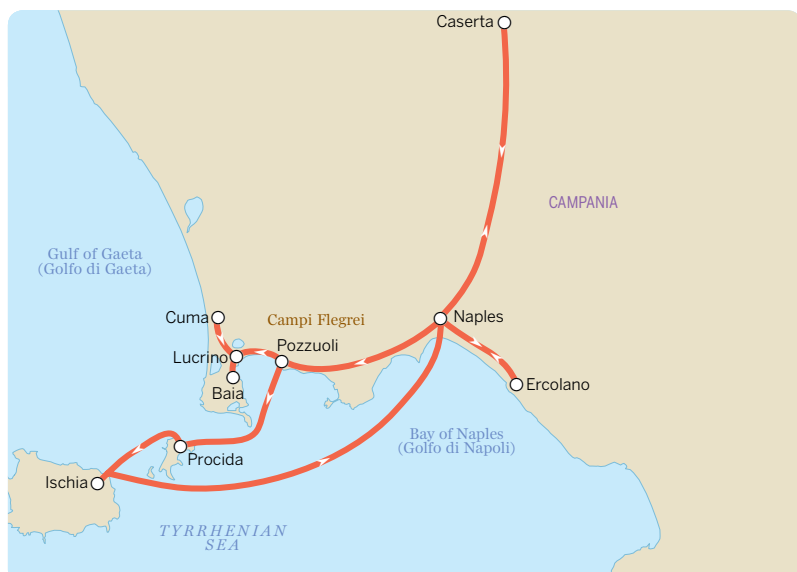 Caserta
CAMPANIA
Gulf of Gaeta
(Golfo di Gaeta)
Cuma
Campi Flegrei
Naples
Pozzuoli
Lucrino
Baia
Ercolano
Bay of Naples
(Golfo di Napoli)
Procida
Ischia
TYRRHENIAN
SEA